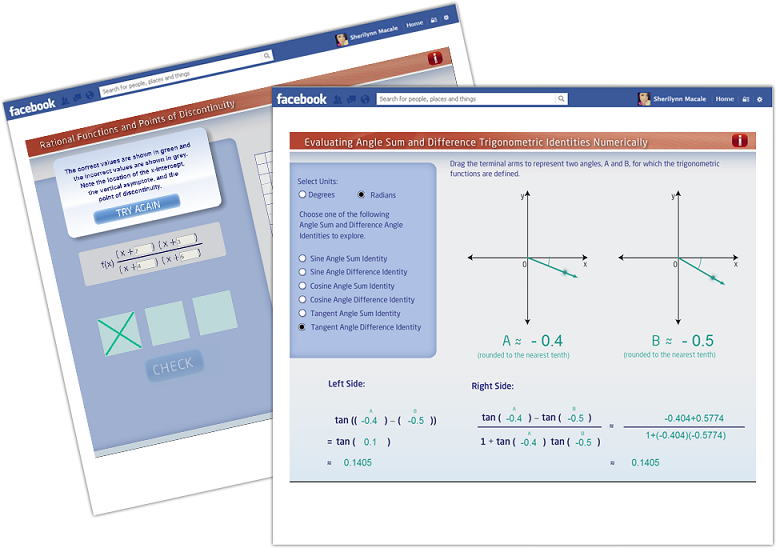 facebook
Search for people, places and things
Sherilynn Macale
Home
i
Rational Functions and Points of Discontinuity
The correct values are shown in green and
the incorrect values are shown in grey.
Note the location of the x-intercept,
the vertical asymptote, and the
point of discontinuity.
TRY AGAIN
f(x) (x+ ) (x+ )
(x+ ) (x+ )
CHECK
facebook
Search for people, places and things
Sherilynn Macale
Home
Evaluating Angle Sum and Difference Trigonometric Identities Numerically
i
Select Units:
Degrees Radians
Choose one of the following
Angle Sum and Difference Angle
Identities to explore.
Sine Angle Sum Identity
Sine Angle Difference Identity
Cosine Angle Sum Identity
Cosine Angle Difference Identity
Tangent Angle Sum Identity
Tangent Angle Difference Identity
Drag the terminal arms to represent two angles, A and B, for which the trigonometric
functions are defined.
y
0
x
y
0
x
A ≈ - 0.4
(rounded to the nearest tenth)
B ≈ - 0.5
(rounded to the nearest tenth)
Left Side:
A B
tan (( -0.4 ) – ( -0.5 ))
= tan ( 0.1 )
≈ 0.1405
Right Side:
A B
tan ( -0.4 ) – tan ( -0.5 )
A B
1 + tan ( -0.4 ) tan ( -0.5 )
≈
-0.404+0.5774
1+(-0.404)(-0.5774)
≈ 0.1405